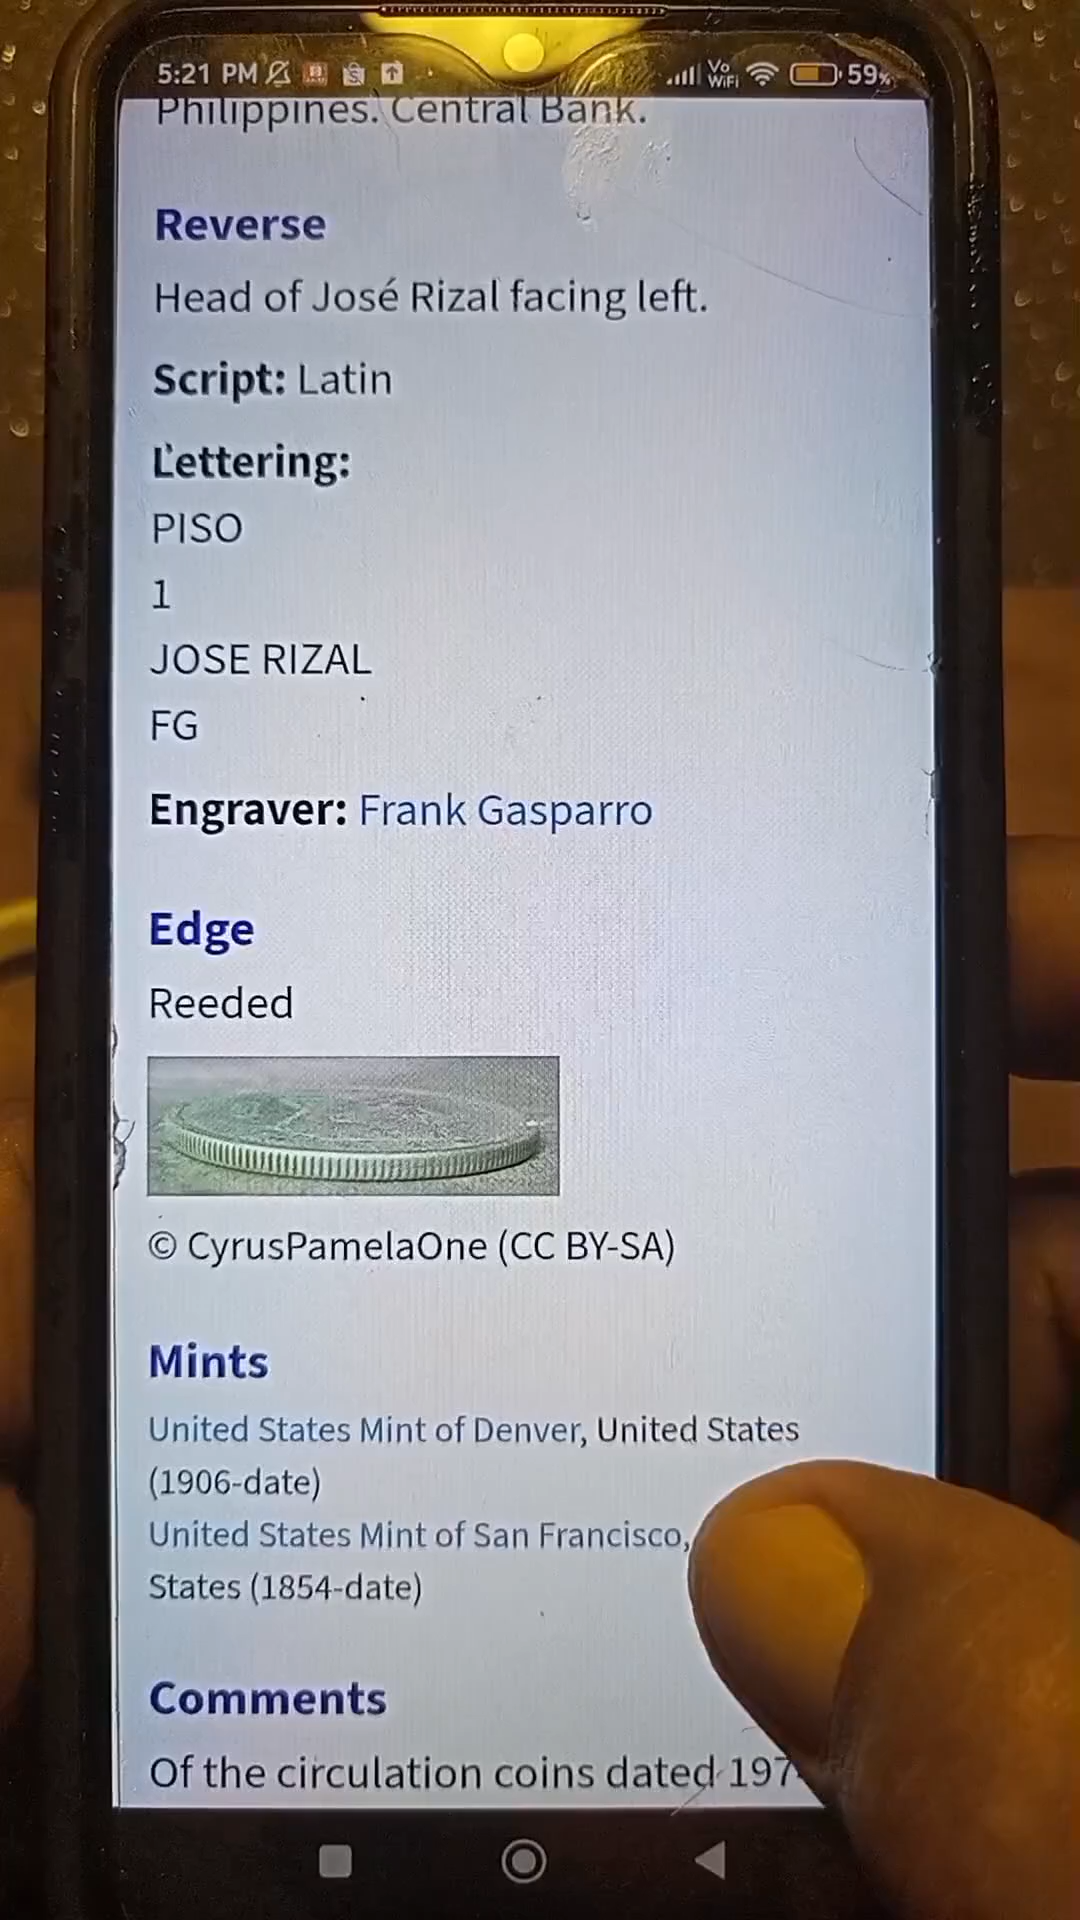 5:21 PM
Vo
WiFi
59%
Philippines. Central Bank.
Reverse
Head of José Rizal facing left.
Script: Latin
Lettering:
PISO
1
JOSE RIZAL
FG
Engraver: Frank Gasparro
Edge
Reeded
© CyrusPamelaOne (CC BY-SA)
Mints
United States Mint of Denver, United States
(1906-date)
United States Mint of San Francisco,
States (1854-date)
Comments
Of the circulation coins dated